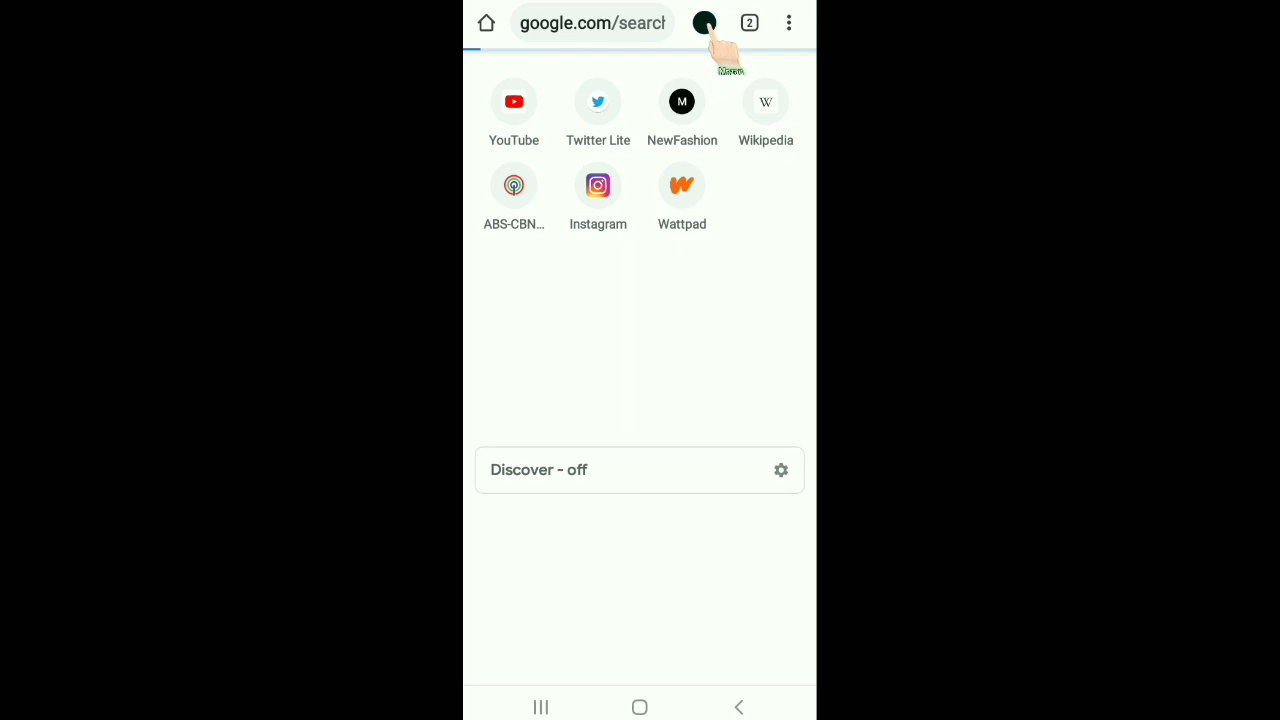 google.com/search
2
M
W
YouTube
Twitter Lite
NewFashion
Wikipedia
ABS-CBN...
Instagram
Wattpad
Discover - off